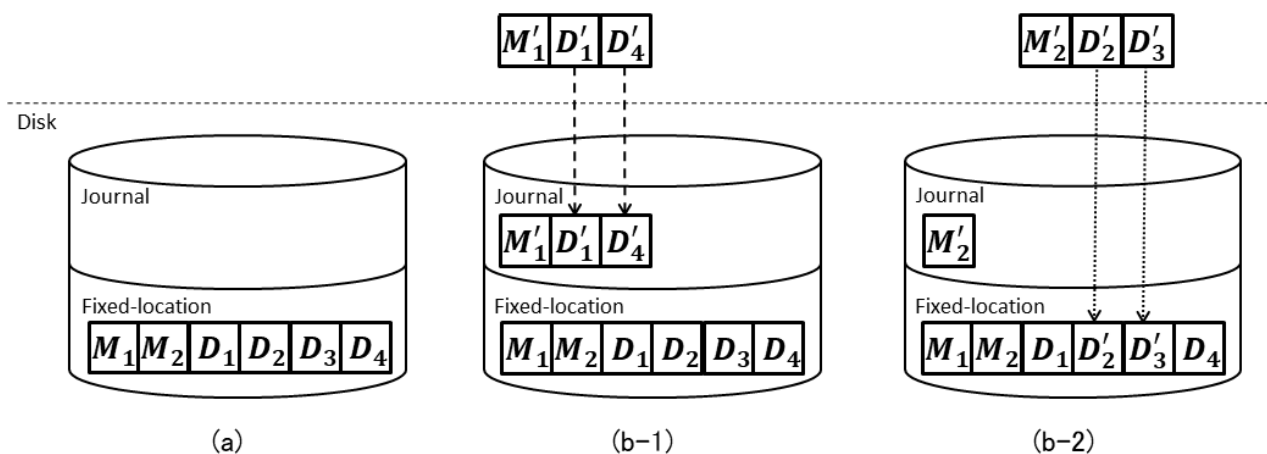 M′₁ D′₁ D′₄
M′₂ D′₂ D′₃
Disk
Journal
Fixed-location
M₁ M₂ D₁ D₂ D₃ D₄
(a)
Journal
M′₁ D′₁ D′₄
Fixed-location
M₁ M₂ D₁ D₂ D₃ D₄
(b-1)
Journal
M′₂
Fixed-location
M₁ M₂ D₁ D′₂ D′₃ D₄
(b-2)